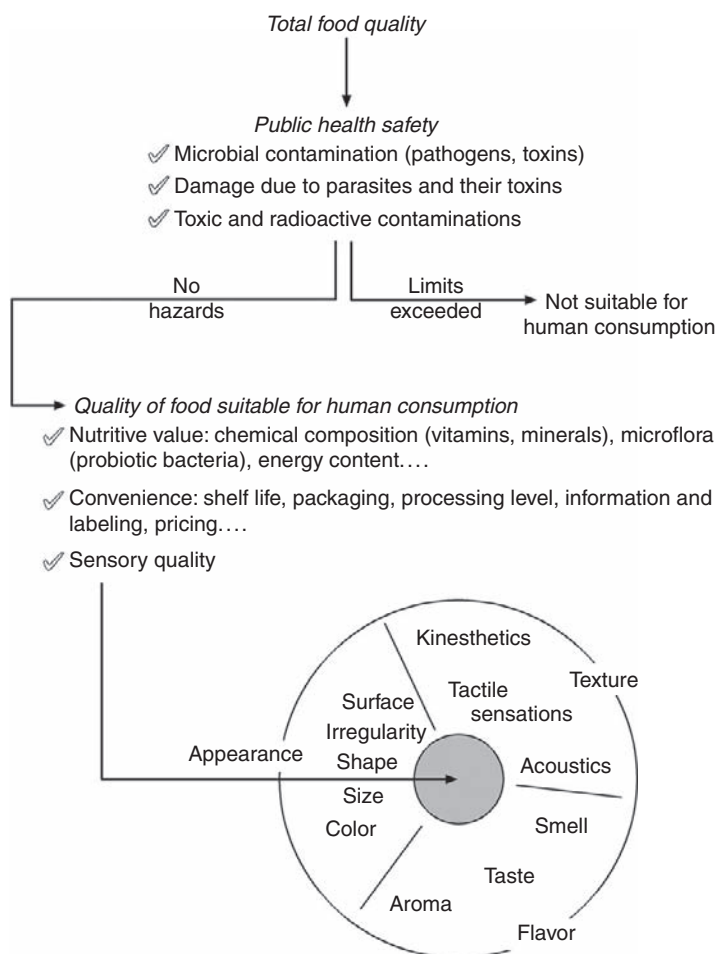 Total food quality
Public health safety
Microbial contamination (pathogens, toxins)
Damage due to parasites and their toxins
Toxic and radioactive contaminations
No
hazards
Limits
exceeded
Not suitable for
human consumption
Quality of food suitable for human consumption
Nutritive value: chemical composition (vitamins, minerals), microflora
(probiotic bacteria), energy content....
Convenience: shelf life, packaging, processing level, information and
labeling, pricing....
Sensory quality
Kinesthetics
Texture
Tactile
sensations
Surface
Irregularity
Appearance
Shape
Acoustics
Size
Color
Smell
Taste
Aroma
Flavor